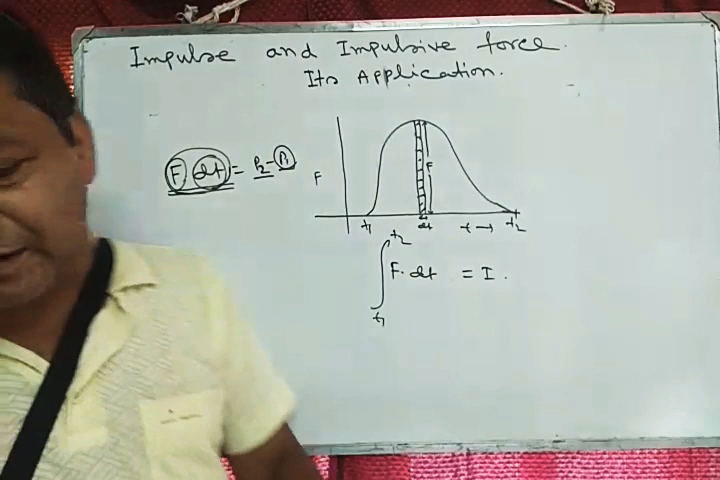 Impulse and Impulsive force.
Its Application.
F dt = P2 - P1
F
F
t1
dt
t →
t2
∫ t1 t2 F. dt = I.